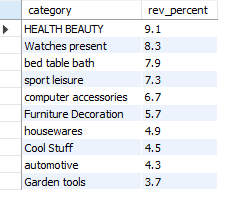 category rev_percent
HEALTH BEAUTY 9.1
Watches present 8.3
bed table bath 7.9
sport leisure 7.3
computer accessories 6.7
Furniture Decoration 5.7
housewares 4.9
Cool Stuff 4.5
automotive 4.3
Garden tools 3.7